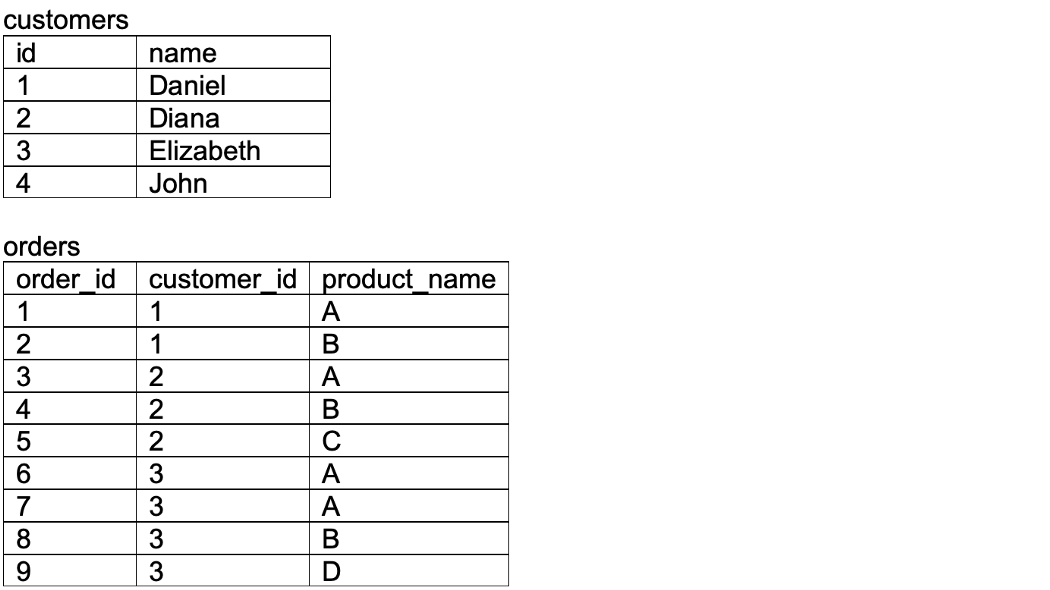 customers
id name
1 Daniel
2 Diana
3 Elizabeth
4 John
orders
order_id customer_id product_name
1 1 A
2 1 B
3 2 A
4 2 B
5 2 C
6 3 A
7 3 A
8 3 B
9 3 D